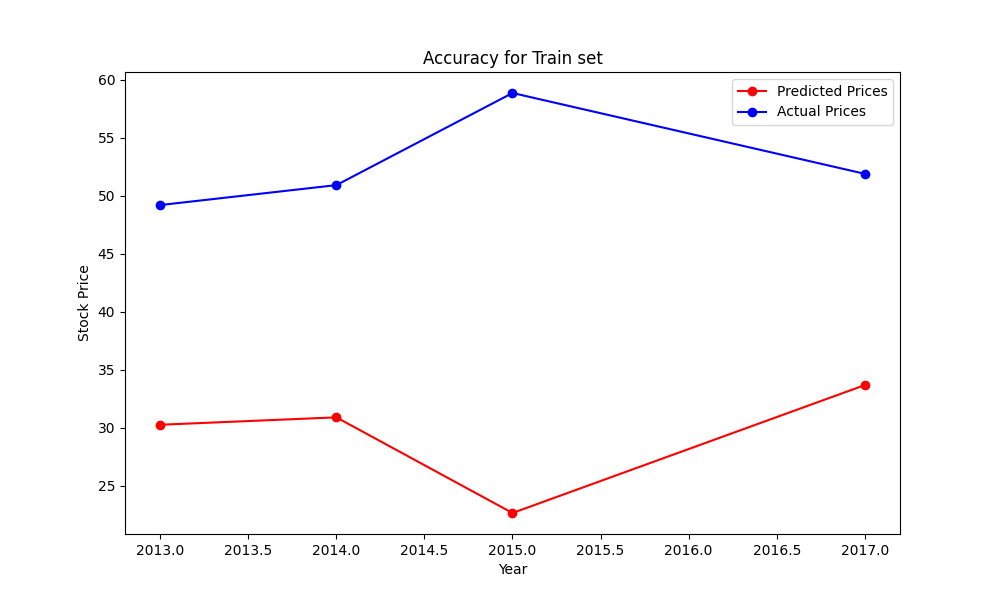 Accuracy for Train set
Predicted Prices
Actual Prices
60
55
50
45
40
35
30
25
Stock Price
2013.0 2013.5 2014.0 2014.5 2015.0 2015.5 2016.0 2016.5 2017.0
Year